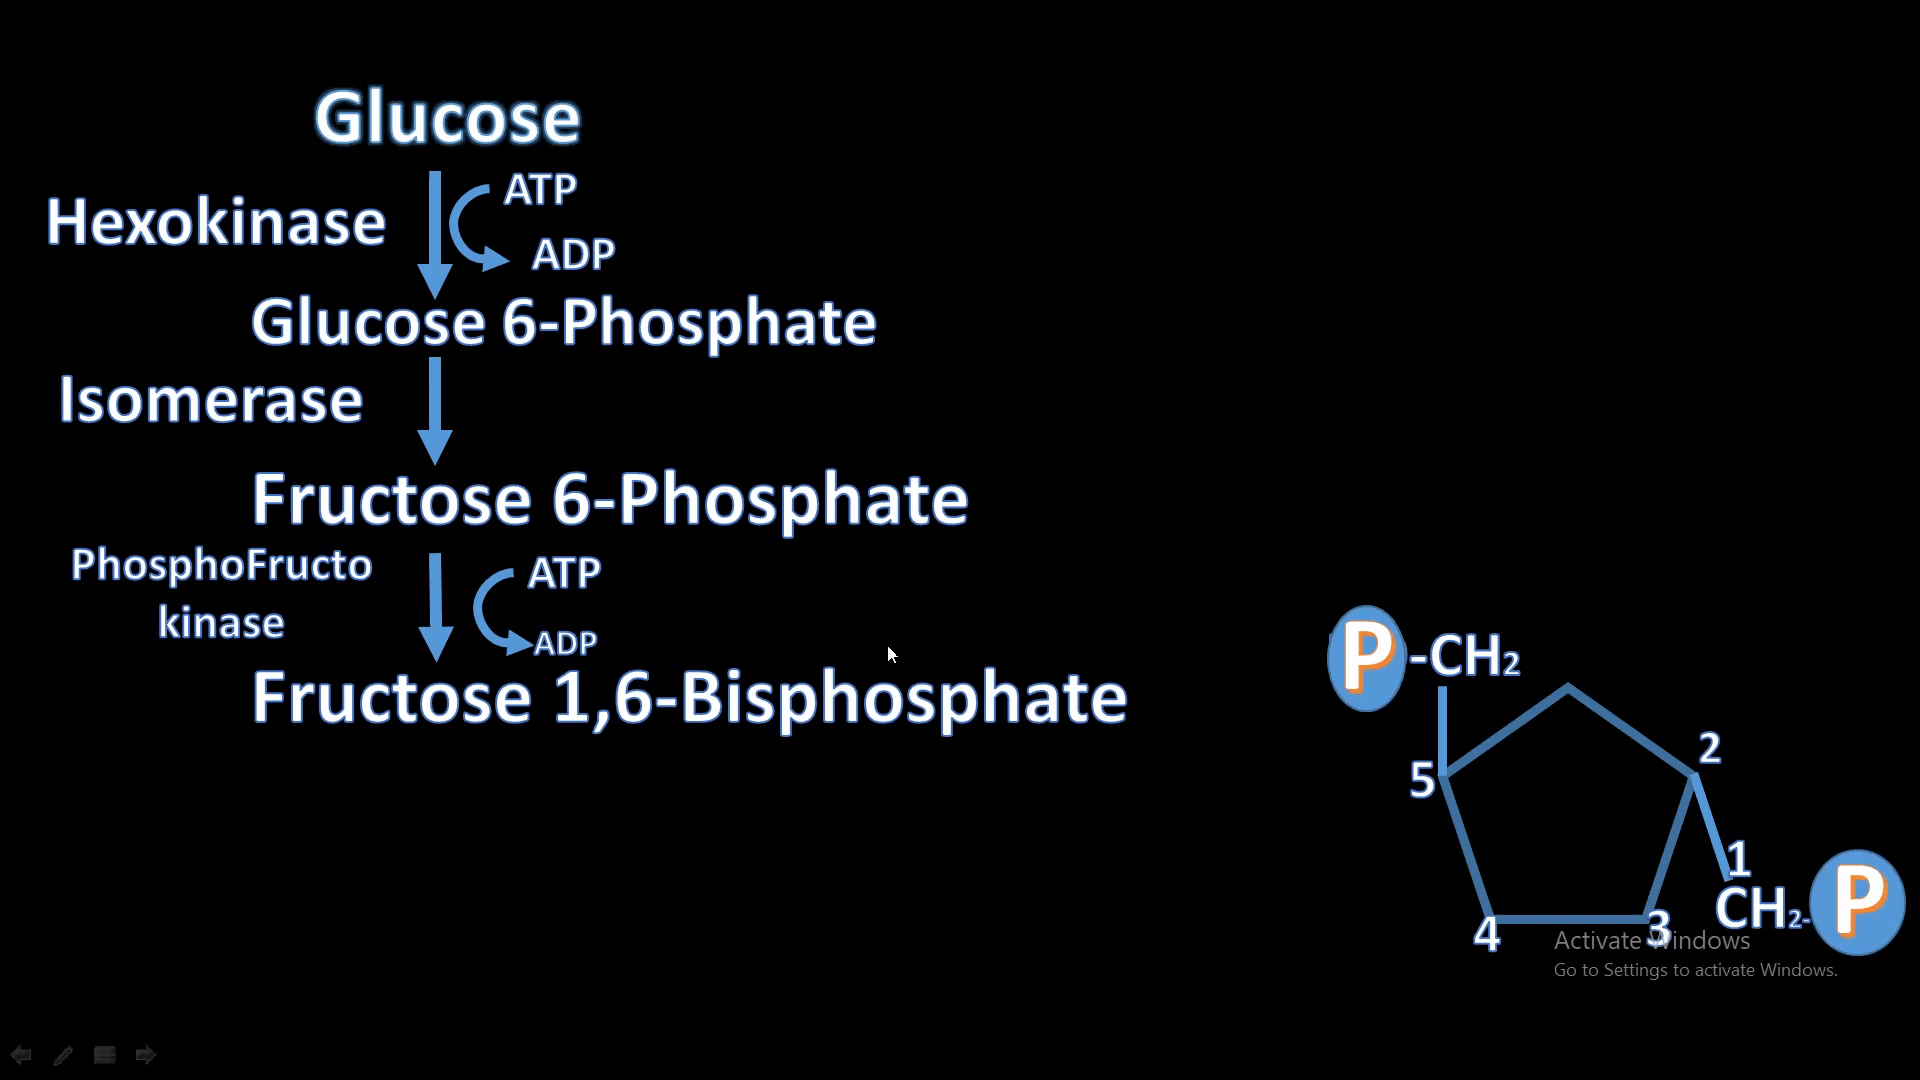 Glucose
ATP
Hexokinase
ADP
Glucose 6-Phosphate
Isomerase
Fructose 6-Phosphate
PhosphoFructo
kinase
ATP
ADP
Fructose 1,6-Bisphosphate
P -CH2
2
5
1
CH2- P
4
3
Activate Windows
Go to Settings to activate Windows.